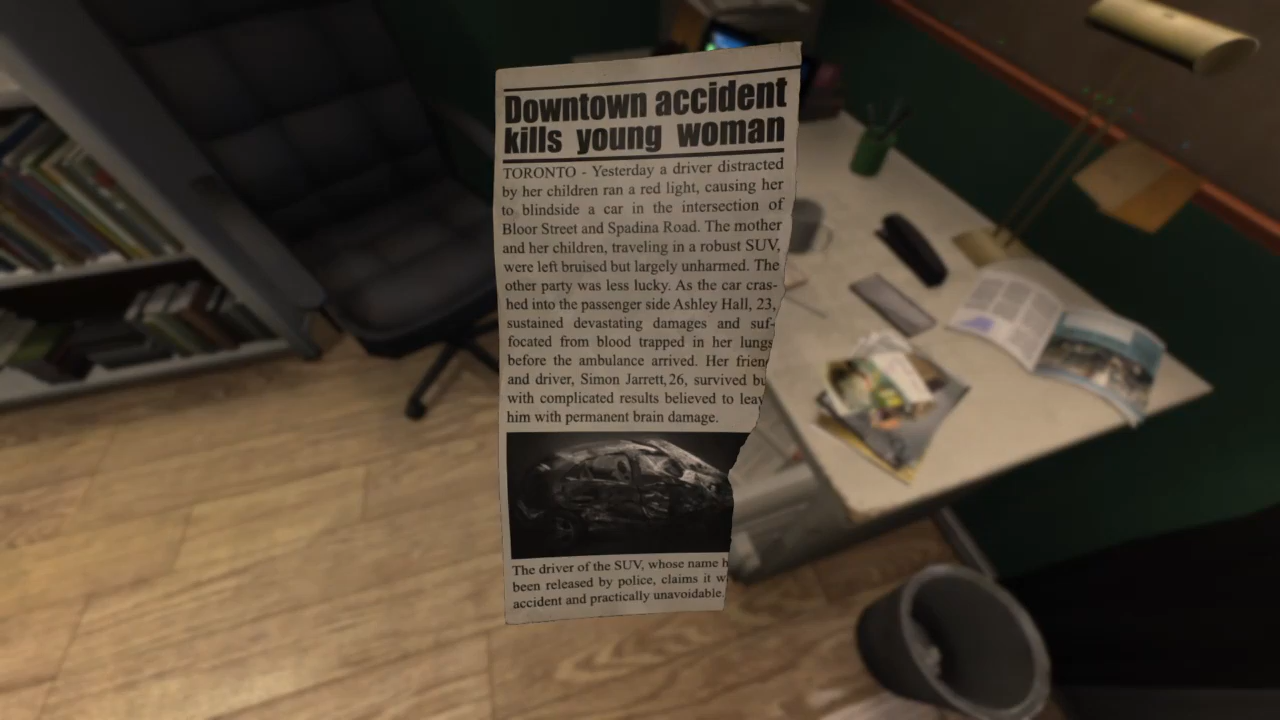 Downtown accident
kills young woman
TORONTO - Yesterday a driver distracted
by her children ran a red light, causing her
to blindside a car in the intersection of
Bloor Street and Spadina Road. The mother
and her children, traveling in a robust SUV,
were left bruised but largely unharmed. The
other party was less lucky. As the car cras-
hed into the passenger side Ashley Hall, 23,
sustained devastating damages and suf-
focated from blood trapped in her lungs
before the ambulance arrived. Her frien
and driver, Simon Jarrett,26, survived bu
with complicated results believed to leav
him with permanent brain damage.
The driver of the SUV, whose name h
been released by police, claims it w
accident and practically unavoidable.